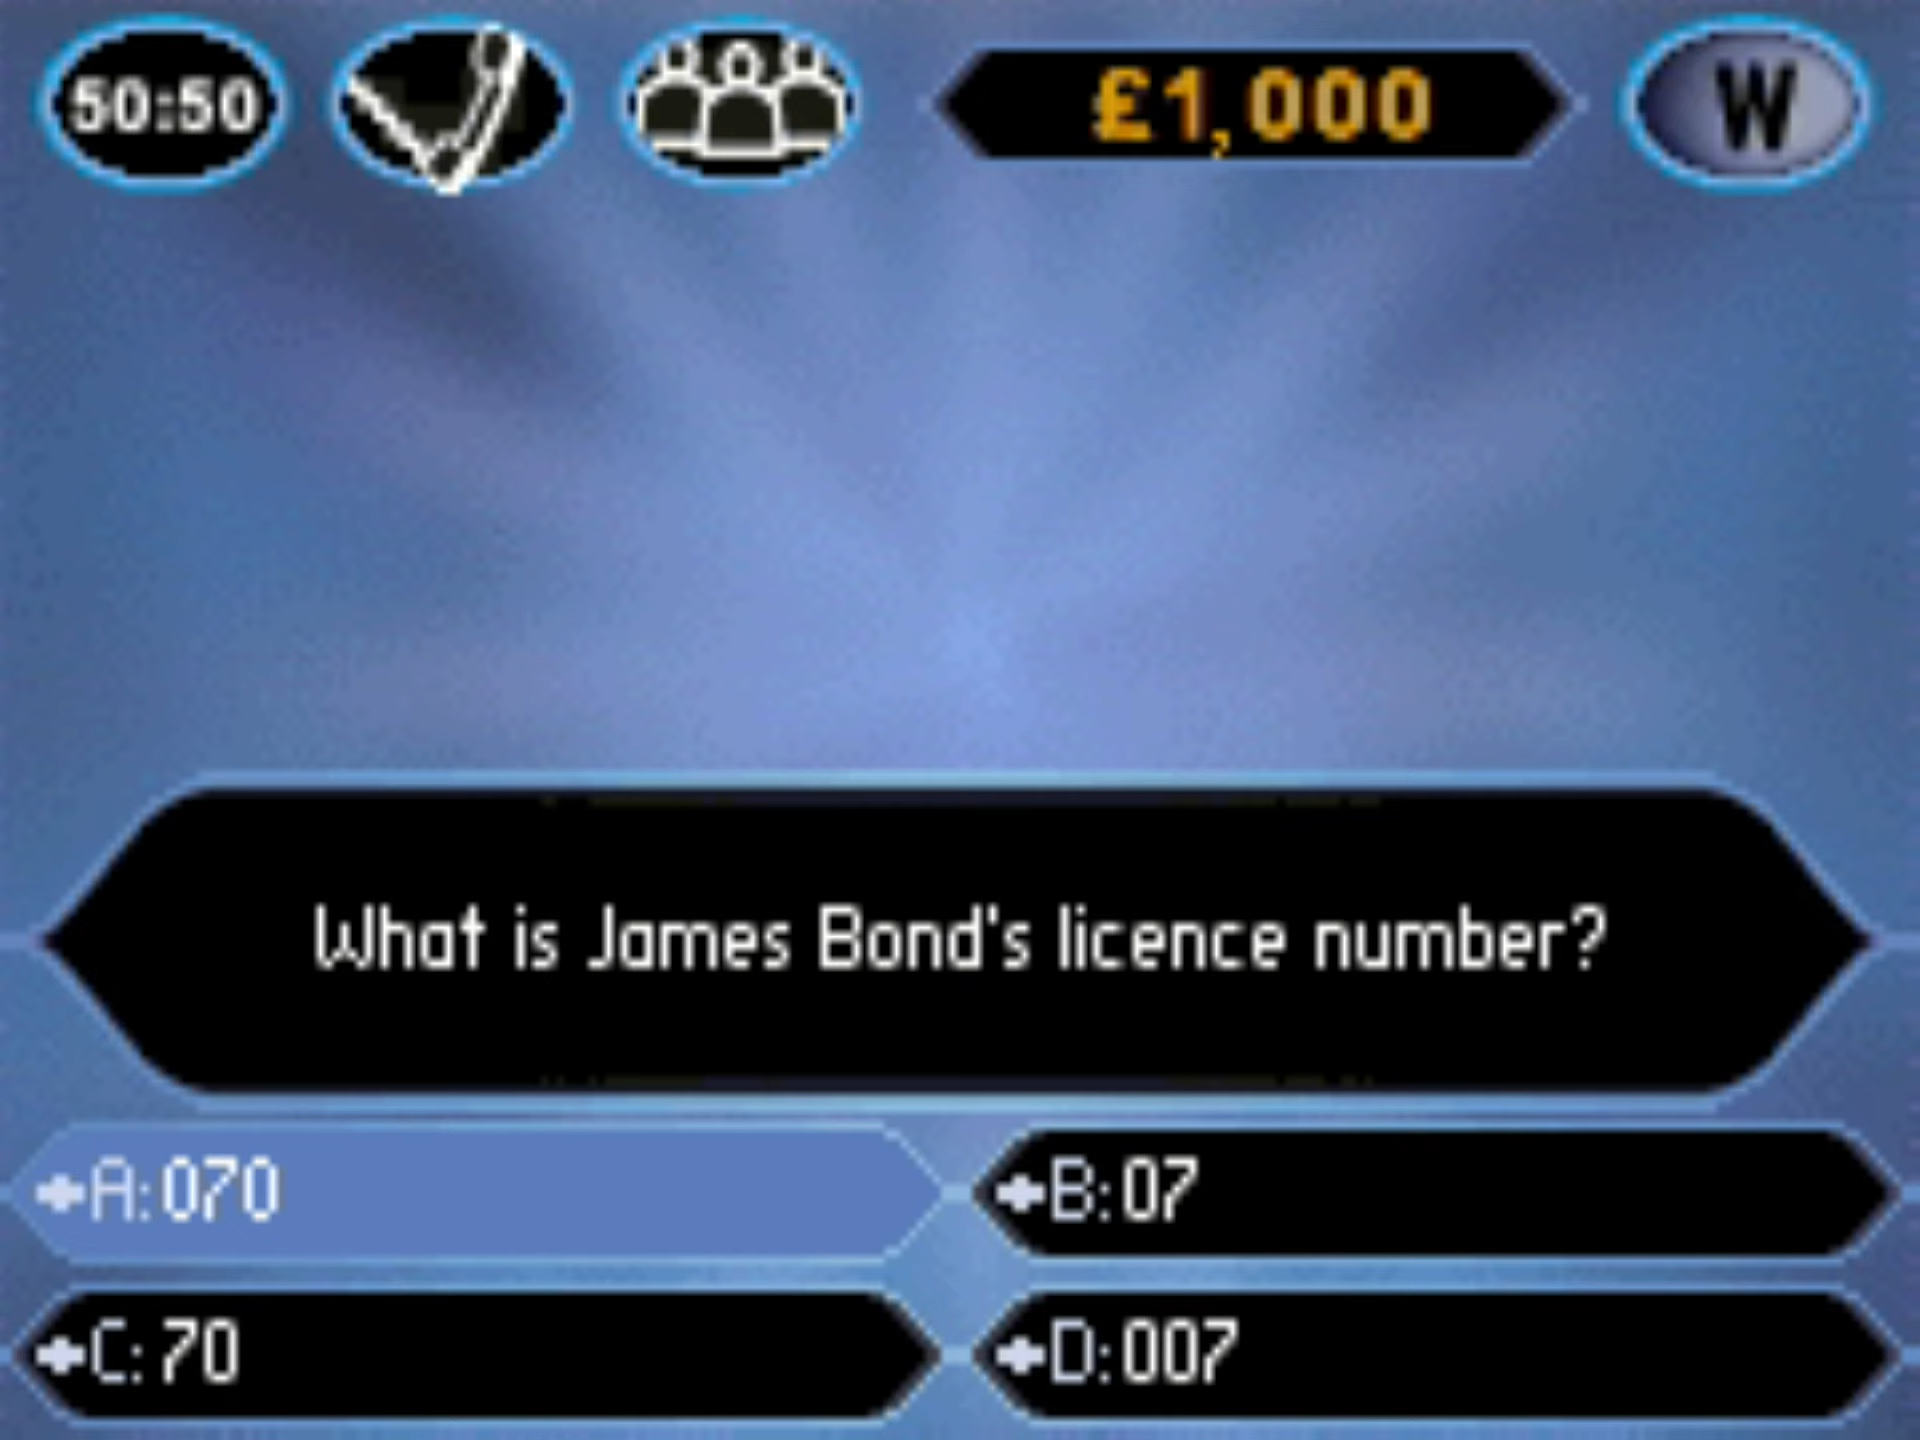 50:50 £1,000 W
What is James Bond's licence number?
A: 070 B: 07
C: 70 D: 007